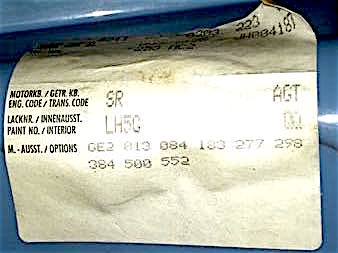 MOTORKB. / GETR. KB. SR AGT
ENG. CODE / TRANS. CODE
LACKNR. / INNENAUSST. LH5G
PAINT NO. / INTERIOR
M.-AUSST. / OPTIONS GE2 013 084 183 277 298
384 500 552